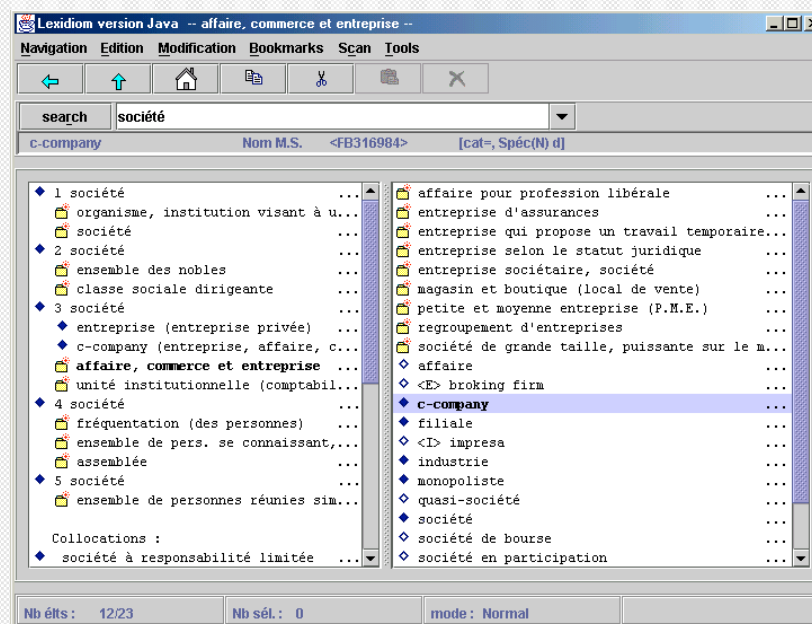 Lexidiom version Java -- affaire, commerce et entreprise --
Navigation Edition Modification Bookmarks Scan Tools
search société
c-company Nom M.S. <FB316984> [cat=, Spéc(N) d]
1 société ...
organisme, institution visant à u...
société ...
2 société ...
ensemble des nobles ...
classe sociale dirigeante ...
3 société ...
entreprise (entreprise privée) ...
c-company (entreprise, affaire, c...
affaire, commerce et entreprise ...
unité institutionnelle (comptabil...
4 société ...
fréquentation (des personnes) ...
ensemble de pers. se connaissant,...
assemblée ...
5 société ...
ensemble de personnes réunies sim...
Collocations :
société à responsabilité limitée ...
affaire pour profession libérale ...
entreprise d'assurances ...
entreprise qui propose un travail temporaire...
entreprise selon le statut juridique ...
entreprise sociétaire, société ...
magasin et boutique (local de vente) ...
petite et moyenne entreprise (P.M.E.) ...
regroupement d'entreprises ...
société de grande taille, puissante sur le m...
affaire ...
<E> broking firm ...
c-company ...
filiale ...
<I> impresa ...
industrie ...
monopoliste ...
quasi-société ...
société ...
société de bourse ...
société en participation ...
Nb élts : 12/23 Nb sél. : 0 mode : Normal